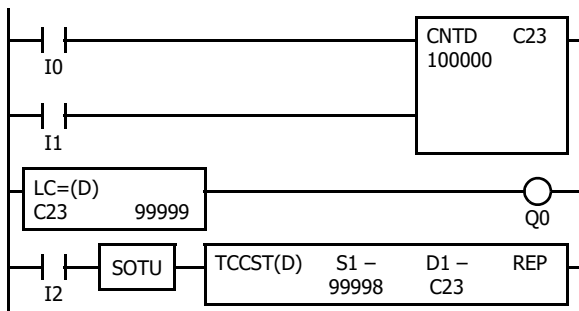 CNTD C23
100000
I0
I1
LC=(D)
C23 99999
Q0
I2
SOTU
TCCST(D) S1 – D1 – REP
99998 C23